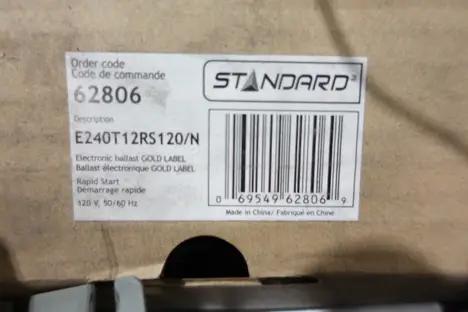 Order code
Code de commande
62806
Description
E240T12RS120/N
Electronic ballast GOLD LABEL
Ballast électronique GOLD LABEL
Rapid Start
Démarrage rapide
120 V, 50/60 Hz
STANDARD
0 69549 62806 9
Made in China/ Fabriqué en Chine